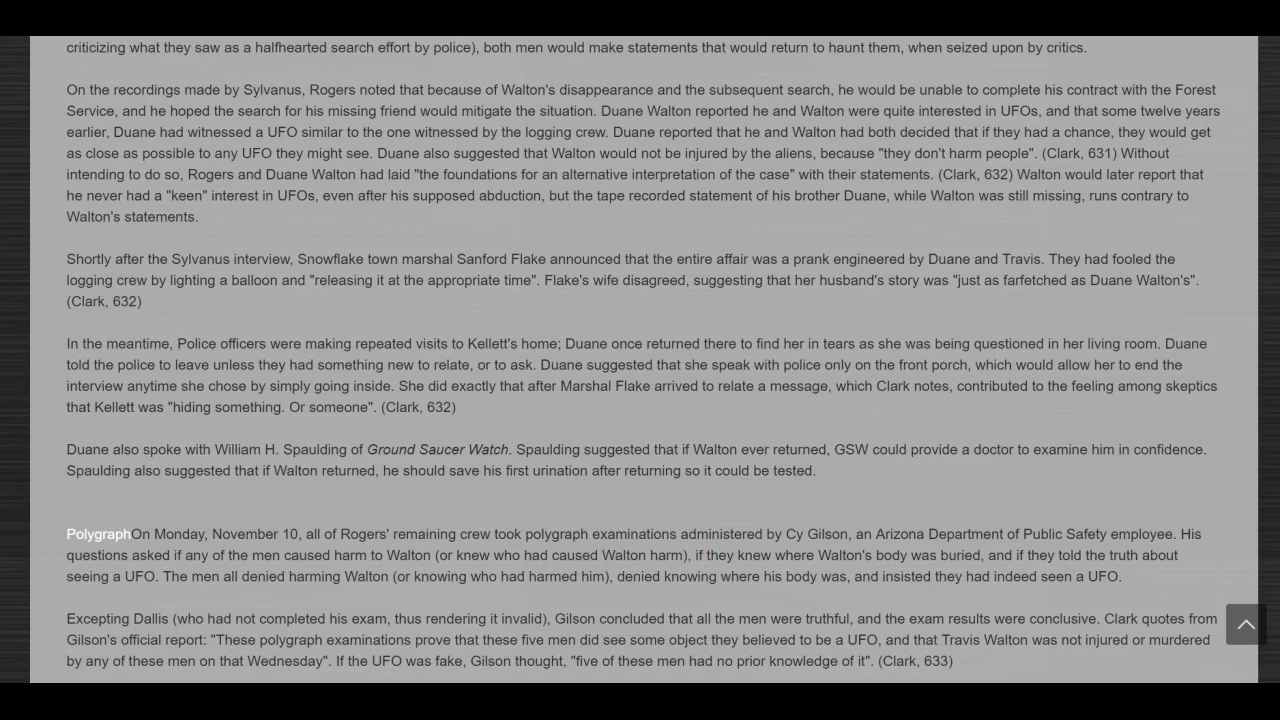 criticizing what they saw as a halfhearted search effort by police), both men would make statements that would return to haunt them, when seized upon by critics.
On the recordings made by Sylvanus, Rogers noted that because of Walton's disappearance and the subsequent search, he would be unable to complete his contract with the Forest
Service, and he hoped the search for his missing friend would mitigate the situation. Duane Walton reported he and Walton were quite interested in UFOs, and that some twelve years
earlier, Duane had witnessed a UFO similar to the one witnessed by the logging crew. Duane reported that he and Walton had both decided that if they had a chance, they would get
as close as possible to any UFO they might see. Duane also suggested that Walton would not be injured by the aliens, because "they don't harm people". (Clark, 631) Without
intending to do so, Rogers and Duane Walton had laid "the foundations for an alternative interpretation of the case" with their statements. (Clark, 632) Walton would later report that
he never had a "keen" interest in UFOs, even after his supposed abduction, but the tape recorded statement of his brother Duane, while Walton was still missing, runs contrary to
Walton's statements.
Shortly after the Sylvanus interview, Snowflake town marshal Sanford Flake announced that the entire affair was a prank engineered by Duane and Travis. They had fooled the
logging crew by lighting a balloon and "releasing it at the appropriate time". Flake's wife disagreed, suggesting that her husband's story was "just as farfetched as Duane Walton's".
(Clark, 632)
In the meantime, Police officers were making repeated visits to Kellett's home; Duane once returned there to find her in tears as she was being questioned in her living room. Duane
told the police to leave unless they had something new to relate, or to ask. Duane suggested that she speak with police only on the front porch, which would allow her to end the
interview anytime she chose by simply going inside. She did exactly that after Marshal Flake arrived to relate a message, which Clark notes, contributed to the feeling among skeptics
that Kellett was "hiding something. Or someone". (Clark, 632)
Duane also spoke with William H. Spaulding of Ground Saucer Watch. Spaulding suggested that if Walton ever returned, GSW could provide a doctor to examine him in confidence.
Spaulding also suggested that if Walton returned, he should save his first urination after returning so it could be tested.
PolygraphOn Monday, November 10, all of Rogers' remaining crew took polygraph examinations administered by Cy Gilson, an Arizona Department of Public Safety employee. His
questions asked if any of the men caused harm to Walton (or knew who had caused Walton harm), if they knew where Walton's body was buried, and if they told the truth about
seeing a UFO. The men all denied harming Walton (or knowing who had harmed him), denied knowing where his body was, and insisted they had indeed seen a UFO.
Excepting Dallis (who had not completed his exam, thus rendering it invalid), Gilson concluded that all the men were truthful, and the exam results were conclusive. Clark quotes from
Gilson's official report: "These polygraph examinations prove that these five men did see some object they believed to be a UFO, and that Travis Walton was not injured or murdered
by any of these men on that Wednesday". If the UFO was fake, Gilson thought, "five of these men had no prior knowledge of it". (Clark, 633)